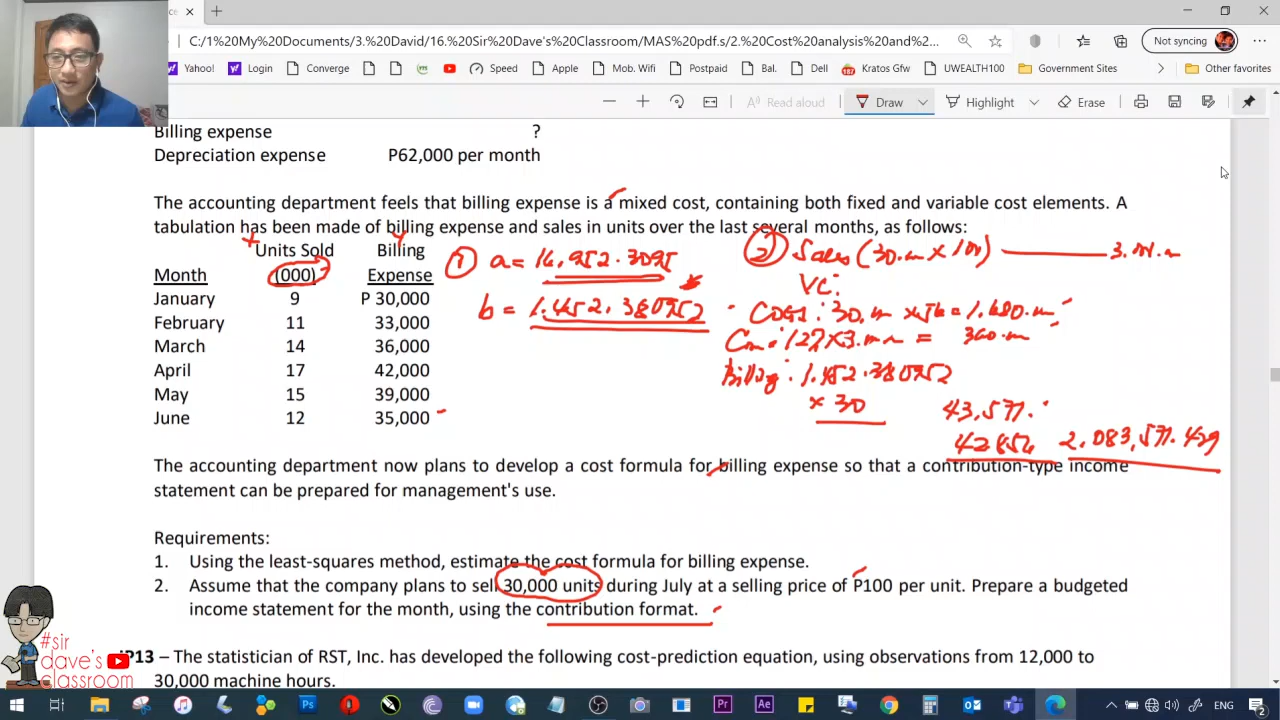 C:/1%20My%20Documents/3.%20David/16.%20Sir%20Dave's%20Classroom/MAS%20pdf.s/2.%20Cost%20analysis%20and%2...
Not syncing
Yahoo!
Login
Converge
Speed
Apple
Mob. Wifi
Postpaid
Bal.
Dell
Kratos Gfw
UWEALTH100
Government Sites
Other favorites
Read aloud
Draw
Highlight
Erase
Billing expense ?
Depreciation expense P62,000 per month
The accounting department feels that billing expense is a mixed cost, containing both fixed and variable cost elements. A
tabulation has been made of billing expense and sales in units over the last several months, as follows:
Units Sold Billing
Month (000) Expense
January 9 P 30,000
February 11 33,000
March 14 36,000
April 17 42,000
May 15 39,000
June 12 35,000
x
y
1 a = 16,952.3095
b = 1,452.380952
2 Sales
VC:
COGS:
Billing: 1,452.380952
x 30
43,571.
42856
2,083,571.429
The accounting department now plans to develop a cost formula for billing expense so that a contribution-type income
statement can be prepared for management's use.
Requirements:
1. Using the least-squares method, estimate the cost formula for billing expense.
2. Assume that the company plans to sell 30,000 units during July at a selling price of P100 per unit. Prepare a budgeted
income statement for the month, using the contribution format.
JP13 – The statistician of RST, Inc. has developed the following cost-prediction equation, using observations from 12,000 to
30,000 machine hours.
#sir
dave's
classroom
ENG